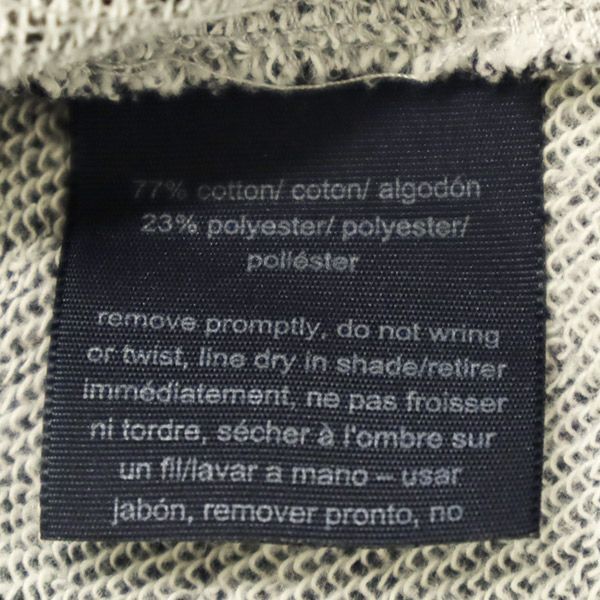 77% cotton/ coton/ algodón
23% polyester/ polyester/
poliéster
remove promptly, do not wring
or twist, line dry in shade/retirer
immédiatement, ne pas froisser
ni tordre, sécher à l'ombre sur
un fil/lavar a mano – usar
jabón, remover pronto, no